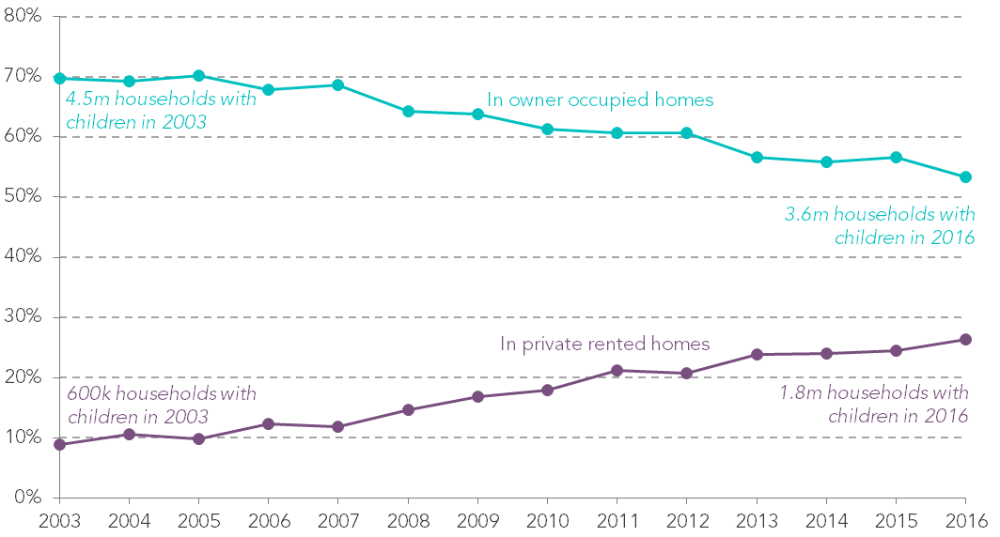 80%
70%
4.5m households with
children in 2003
In owner occupied homes
60%
50%
3.6m households with
children in 2016
40%
30%
In private rented homes
20%
600k households with
children in 2003
1.8m households with
children in 2016
10%
0%
2003 2004 2005 2006 2007 2008 2009 2010 2011 2012 2013 2014 2015 2016